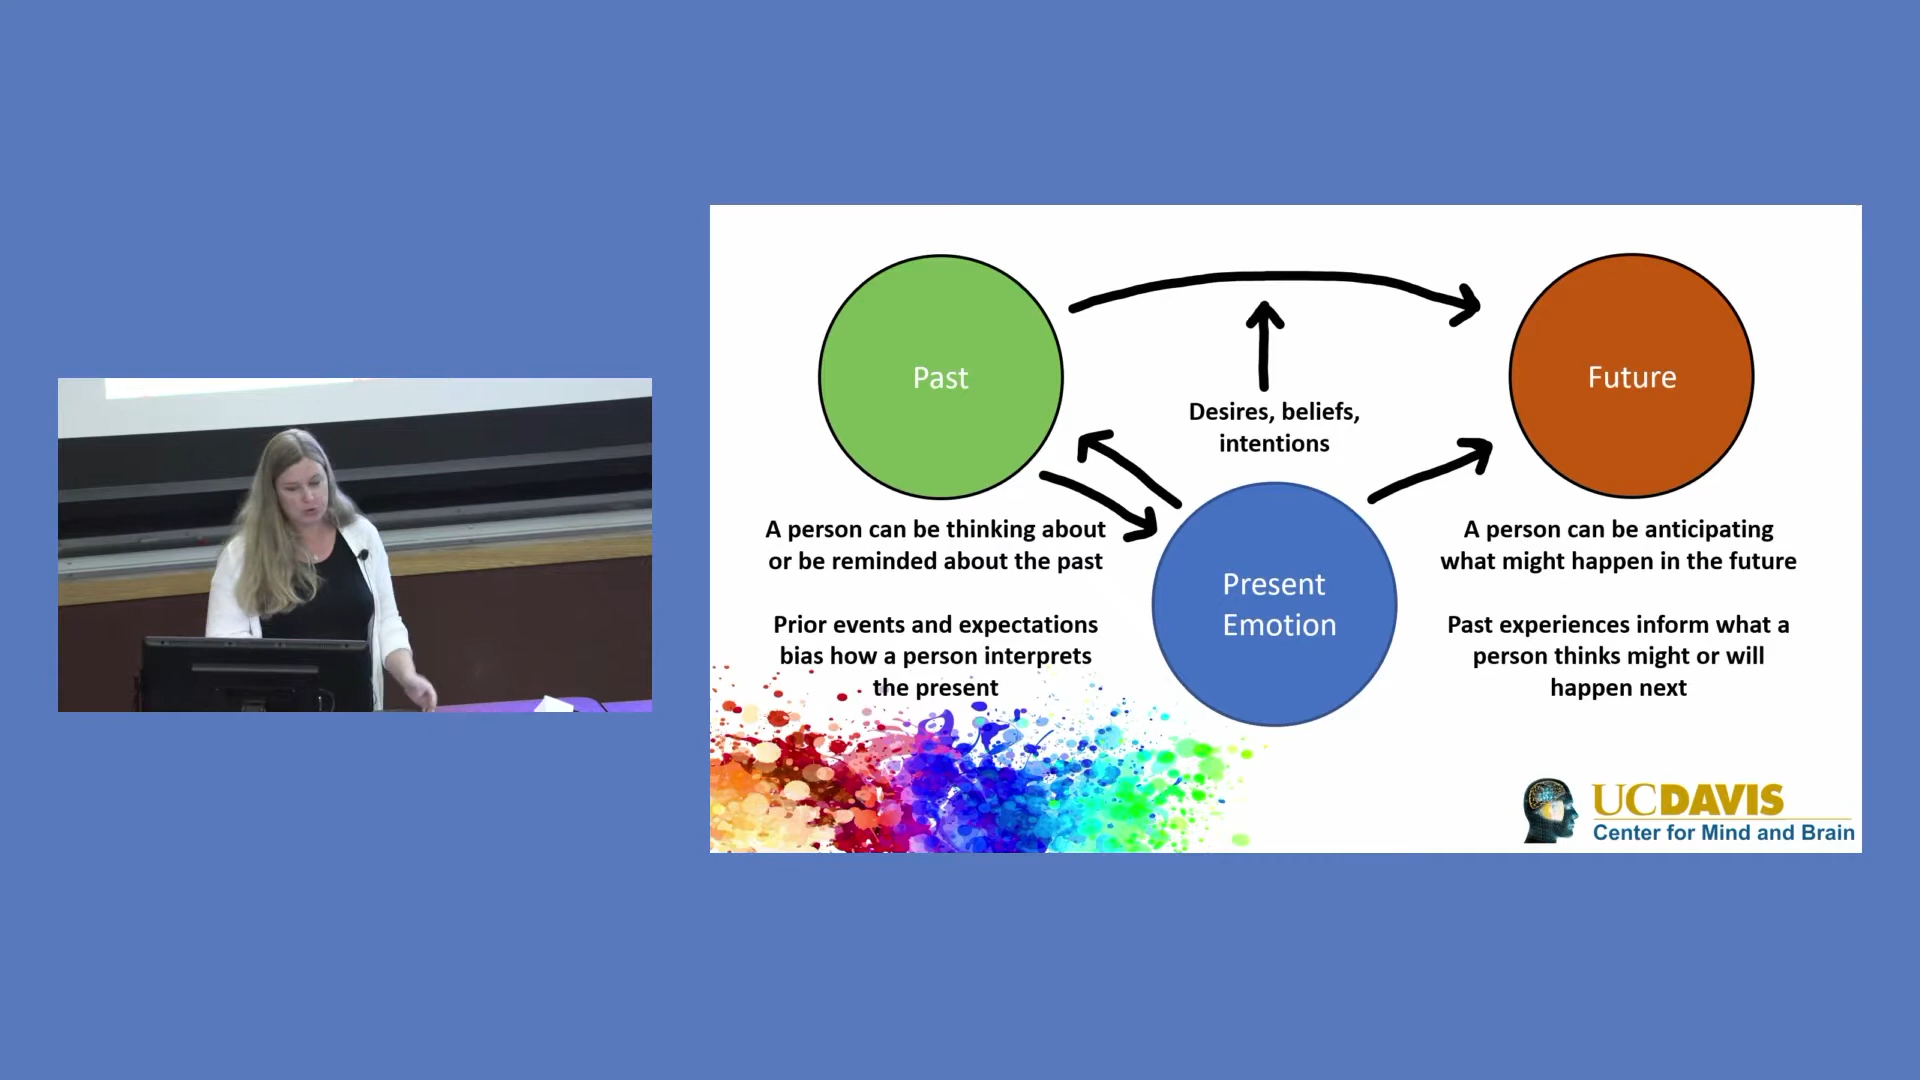 Past
Future
Desires, beliefs,
intentions
A person can be thinking about
or be reminded about the past
Prior events and expectations
bias how a person interprets
the present
Present
Emotion
A person can be anticipating
what might happen in the future
Past experiences inform what a
person thinks might or will
happen next
UCDAVIS
Center for Mind and Brain